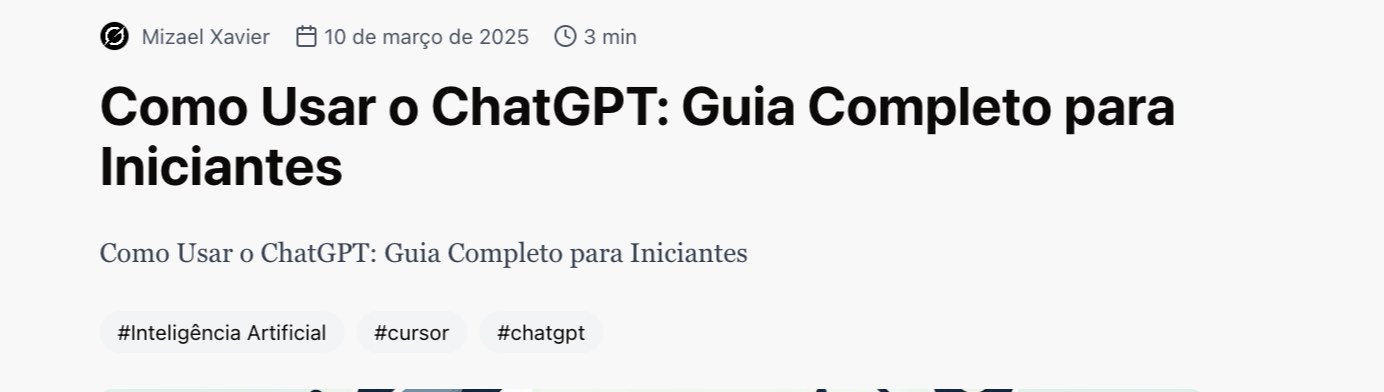 Mizael Xavier 10 de março de 2025 3 min
Como Usar o ChatGPT: Guia Completo para
Iniciantes
Como Usar o ChatGPT: Guia Completo para Iniciantes
#Inteligência Artificial #cursor #chatgpt